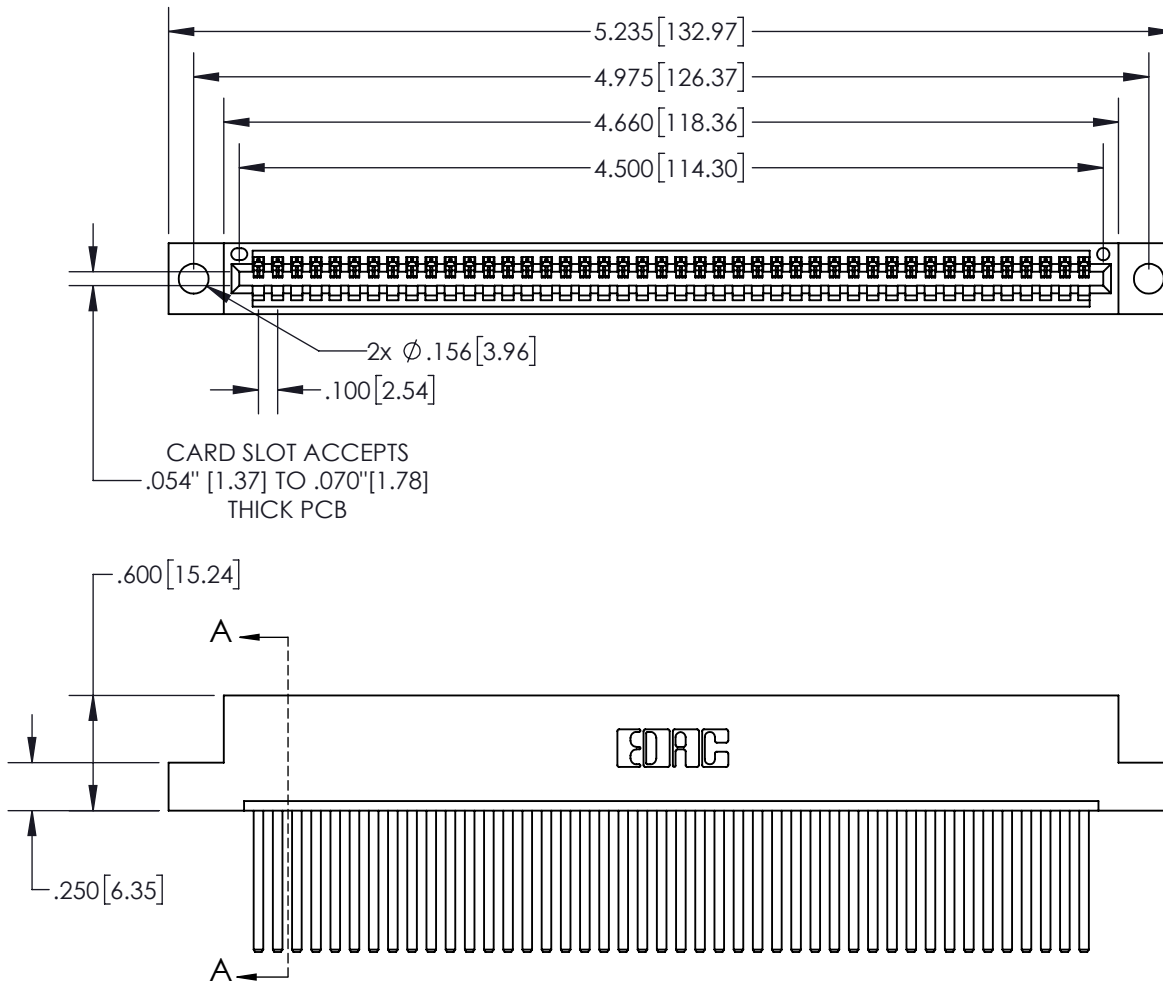 5.235[132.97]
4.975[126.37]
4.660[118.36]
4.500[114.30]
2x Ø.156[3.96]
.100[2.54]
CARD SLOT ACCEPTS
.054" [1.37] TO .070"[1.78]
THICK PCB
.600[15.24]
A
EDAC
.250[6.35]
A